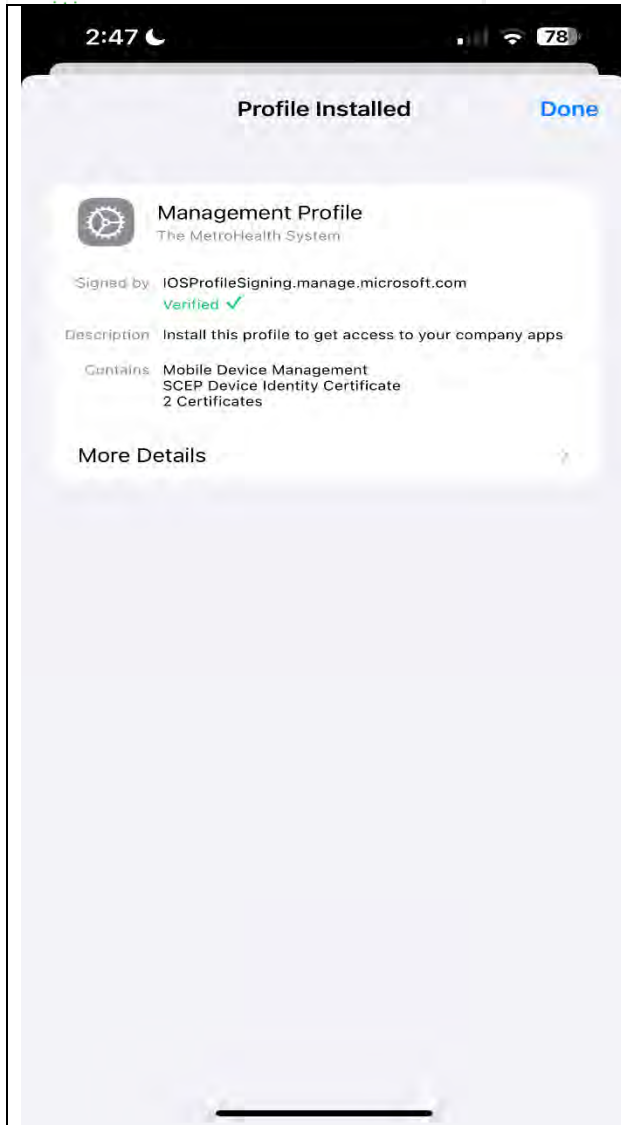 2:47
78
Profile Installed
Done
Management Profile
The MetroHealth System
Signed by IOSProfileSigning.manage.microsoft.com
Verified ✓
Description Install this profile to get access to your company apps
Contains Mobile Device Management
SCEP Device Identity Certificate
2 Certificates
More Details